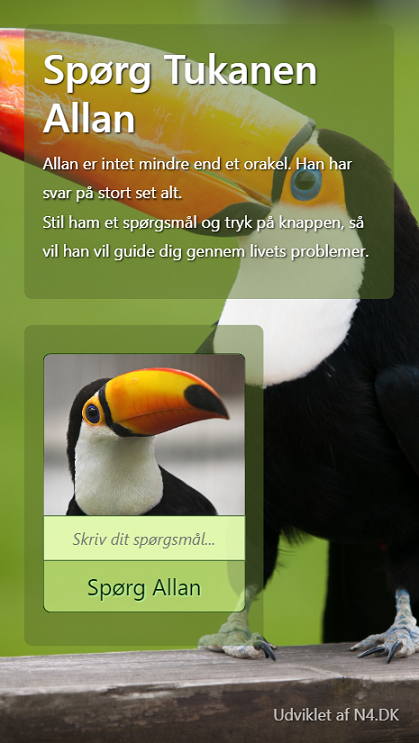 Spørg Tukanen
Allan
Allan er intet mindre end et orakel. Han har
svar på stort set alt.
Stil ham et spørgsmål og tryk på knappen, så
vil han vil guide dig gennem livets problemer.
Skriv dit spørgsmål...
Spørg Allan
Udviklet af N4.DK